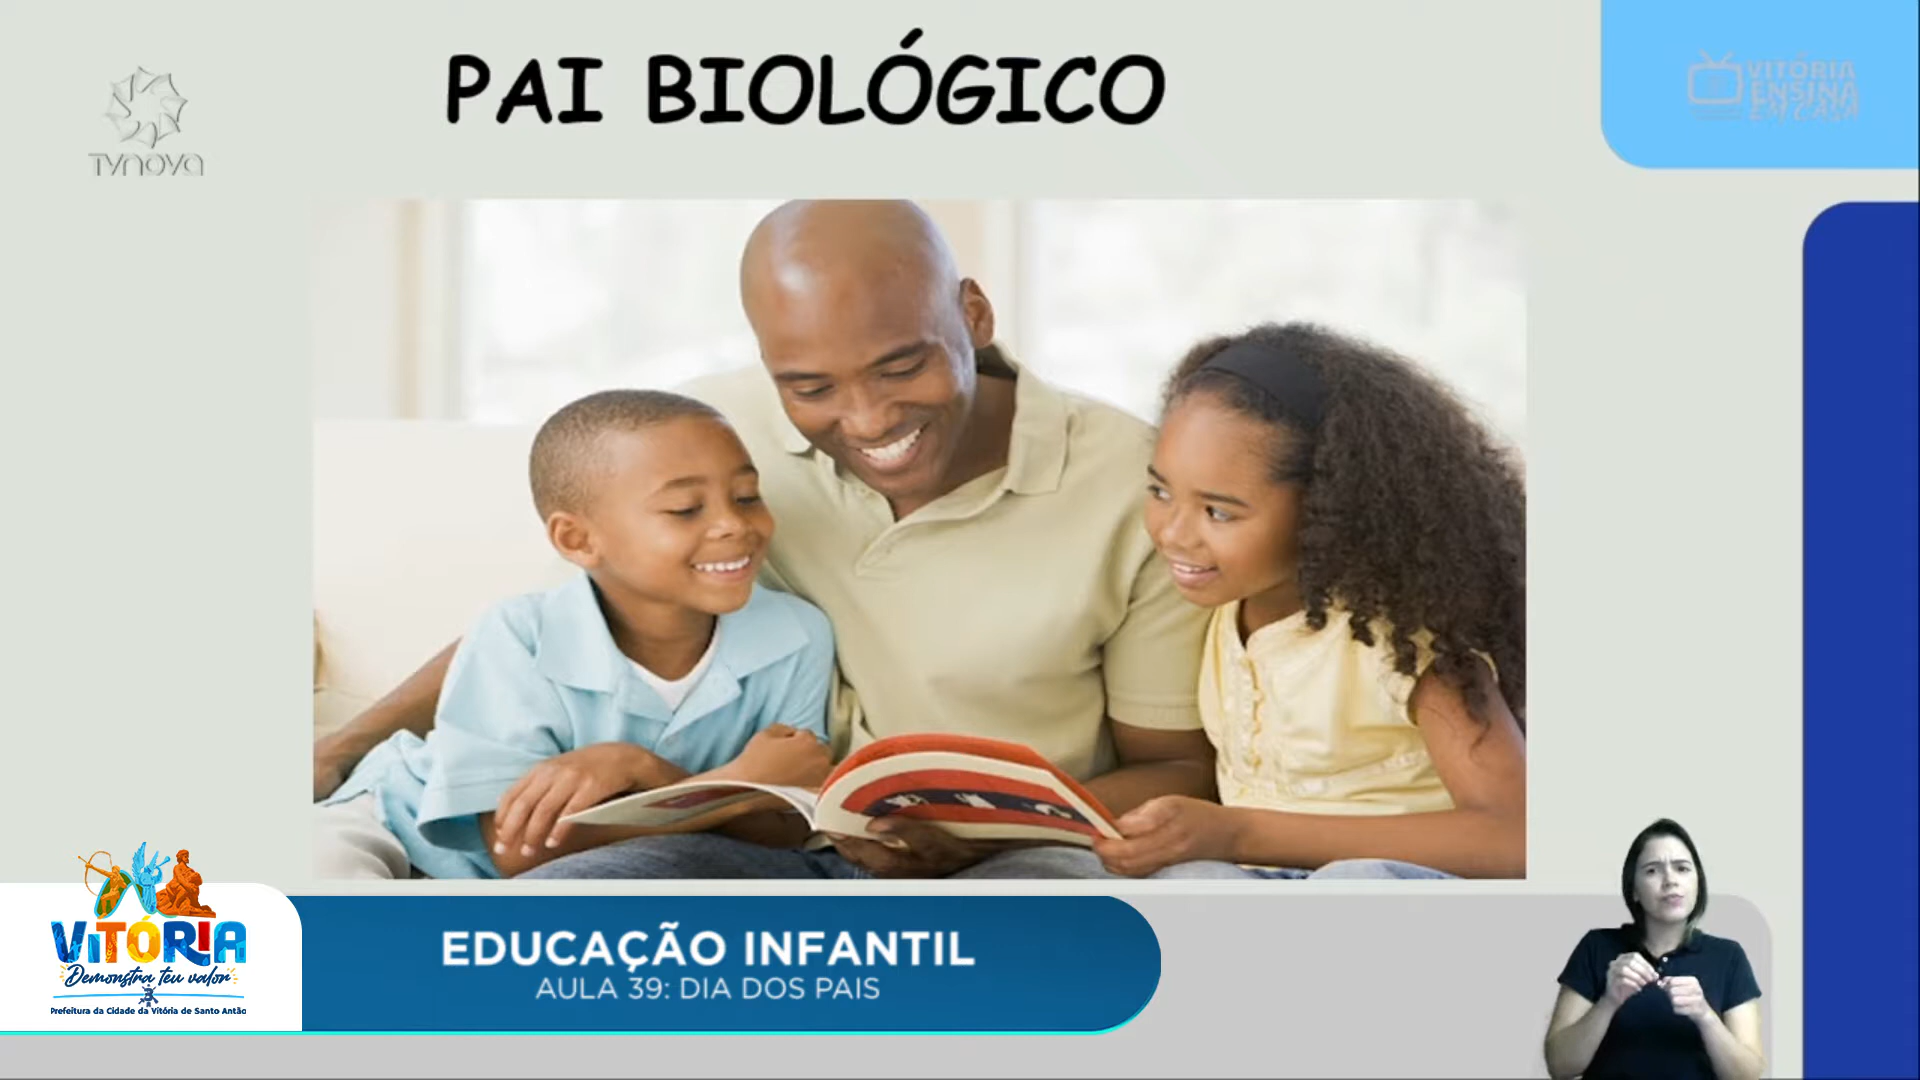 PAI BIOLÓGICO
TVNOVA
VITÓRIA
ENSINA
EM CASA
VITÓRIA
Demonstra teu valor
Prefeitura da Cidade da Vitória de Santo Antão
EDUCAÇÃO INFANTIL
AULA 39: DIA DOS PAIS